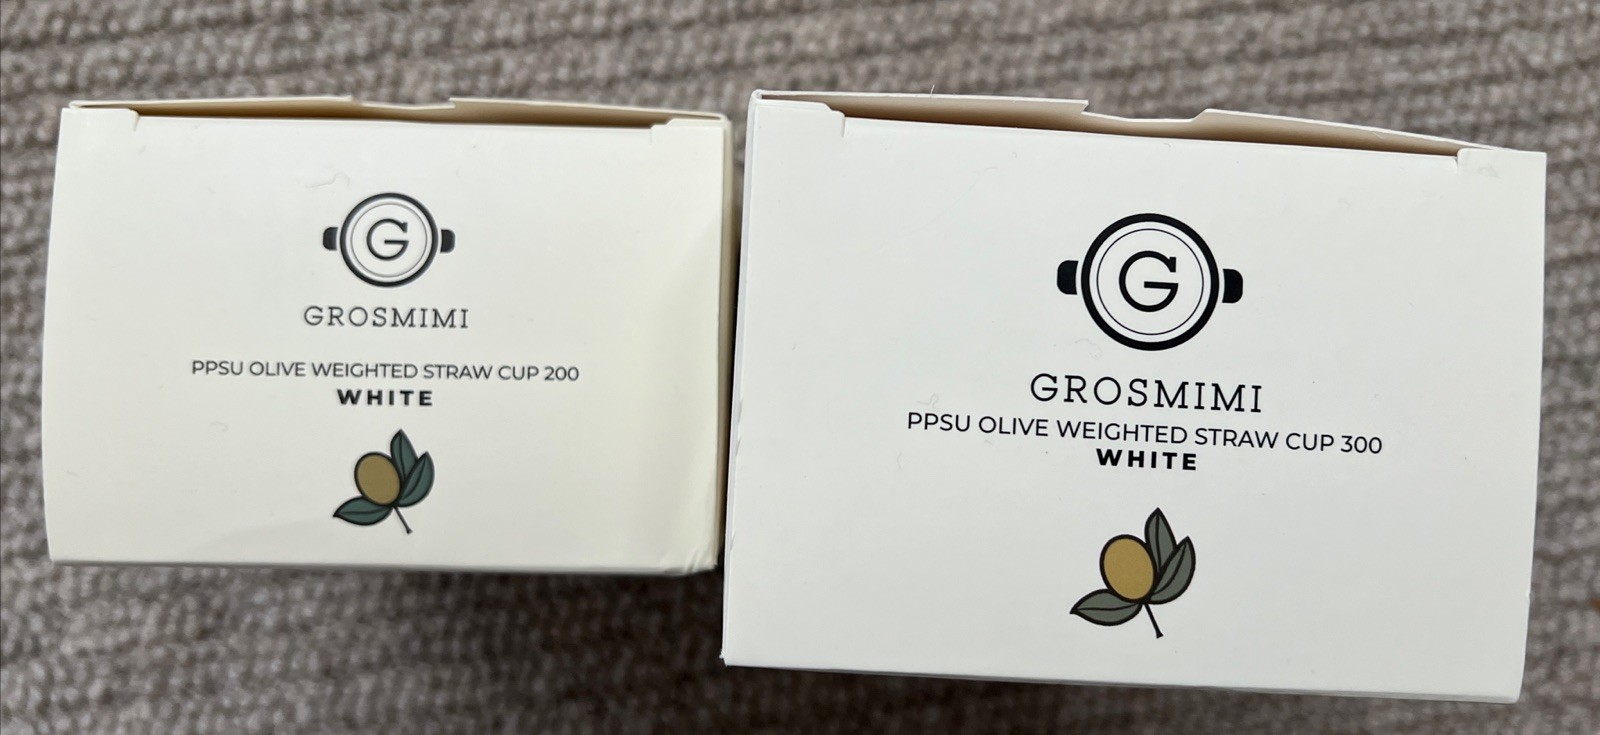 G
GROSMIMI
PPSU OLIVE WEIGHTED STRAW CUP 200
WHITE
G
GROSMIMI
PPSU OLIVE WEIGHTED STRAW CUP 300
WHITE